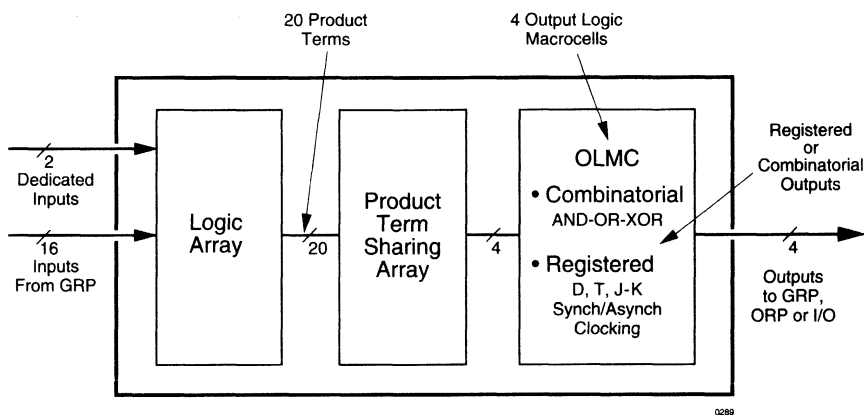 20 Product
Terms
4 Output Logic
Macrocells
2
Dedicated
Inputs
16
Inputs
From GRP
Logic
Array
20
Product
Term
Sharing
Array
4
OLMC
• Combinatorial
AND-OR-XOR
• Registered
D, T, J-K
Synch/Asynch
Clocking
Registered
or
Combinatorial
Outputs
4
Outputs
to GRP,
ORP or I/O
0289